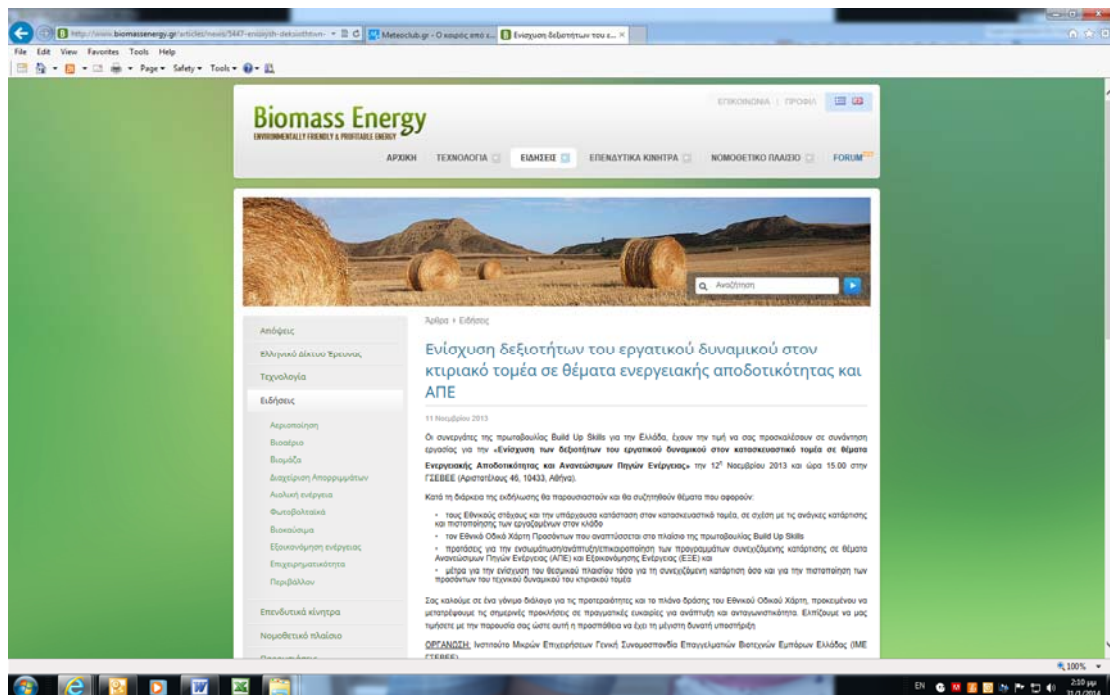 http://www.biomassenergy.gr/articles/news/5447-enisxysh-deksiothtwn-
Meteoclub.gr - Ο καιρός από κ...
Ενίσχυση δεξιοτήτων του ε...
File Edit View Favorites Tools Help
Page Safety Tools
ΕΠΙΚΟΙΝΩΝΙΑ | ΠΡΟΦΙΛ
Biomass Energy
ENVIRONMENTALLY FRIENDLY & PROFITABLE ENERGY
ΑΡΧΙΚΗ ΤΕΧΝΟΛΟΓΙΑ ΕΙΔΗΣΕΙΣ ΕΠΕΝΔΥΤΙΚΑ ΚΙΝΗΤΡΑ ΝΟΜΟΘΕΤΙΚΟ ΠΛΑΙΣΙΟ FORUM
Αναζήτηση
Απόψεις
Ελληνικό Δίκτυο Έρευνας
Τεχνολογία
Ειδήσεις
Αεριοποίηση
Βιοαέριο
Βιομάζα
Διαχείριση Απορριμμάτων
Αιολική ενέργεια
Φωτοβολταϊκά
Βιοκαύσιμα
Εξοικονόμηση ενέργειας
Επιχειρηματικότητα
Περιβάλλον
Επενδυτικά κίνητρα
Νομοθετικό πλαίσιο
Άρθρα Ειδήσεις
Ενίσχυση δεξιοτήτων του εργατικού δυναμικού στον
κτιριακό τομέα σε θέματα ενεργειακής αποδοτικότητας και
ΑΠΕ
11 Νοεμβρίου 2013
Οι συνεργάτες της πρωτοβουλίας Build Up Skills για την Ελλάδα, έχουν την τιμή να σας προσκαλέσουν σε συνάντηση
εργασίας για την «Ενίσχυση των δεξιοτήτων του εργατικού δυναμικού στον κατασκευαστικό τομέα σε θέματα
Ενεργειακής Αποδοτικότητας και Ανανεώσιμων Πηγών Ενέργειας» την 12η Νοεμβρίου 2013 και ώρα 15.00 στην
ΓΣΕΒΕΕ (Αριστοτέλους 46, 10433, Αθήνα).
Κατά τη διάρκεια της εκδήλωσης θα παρουσιαστούν και θα συζητηθούν θέματα που αφορούν:
• τους Εθνικούς στόχους και την υπάρχουσα κατάσταση στον κατασκευαστικό τομέα, σε σχέση με τις ανάγκες κατάρτισης
και πιστοποίησης των εργαζομένων στον κλάδο
• τον Εθνικό Οδικό Χάρτη Προσόντων που αναπτύσσεται στο πλαίσιο της πρωτοβουλίας Build Up Skills
• προτάσεις για την ενσωμάτωση/ανάπτυξη/επικαιροποίηση των προγραμμάτων συνεχιζόμενης κατάρτισης σε θέματα
Ανανεώσιμων Πηγών Ενέργειας (ΑΠΕ) και Εξοικονόμησης Ενέργειας (ΕΞΕ) και
• μέτρα για την ενίσχυση του θεσμικού πλαισίου τόσο για τη συνεχιζόμενη κατάρτιση όσο και για την πιστοποίηση των
προσόντων του τεχνικού δυναμικού του κτιριακού τομέα
Σας καλούμε σε ένα γόνιμο διάλογο για τις προτεραιότητες και το πλάνο δράσης του Εθνικού Οδικού Χάρτη, προκειμένου να
μετατρέψουμε τις σημερινές προκλήσεις σε πραγματικές ευκαιρίες για ανάπτυξη και ανταγωνιστικότητα. Ελπίζουμε να μας
τιμήσετε με την παρουσία σας ώστε αυτή η προσπάθεια να έχει τη μέγιστη δυνατή υποστήριξη.
ΟΡΓΑΝΩΣΗ: Ινστιτούτο Μικρών Επιχειρήσεων Γενική Συνομοσπονδία Επαγγελματιών Βιοτεχνών Εμπόρων Ελλάδας (ΙΜΕ
ΓΣΕΒΕΕ)
100%
EN
2:10 μμ
31/1/2014